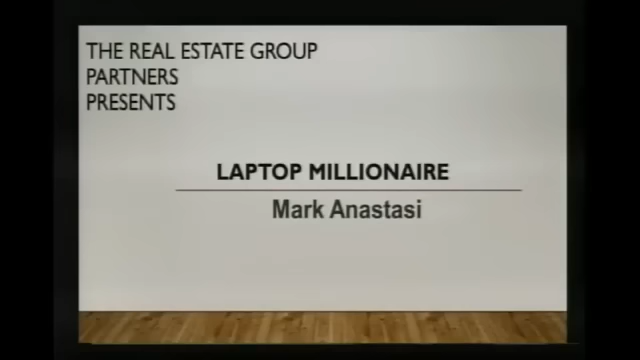 THE REAL ESTATE GROUP
PARTNERS
PRESENTS
LAPTOP MILLIONAIRE
Mark Anastasi